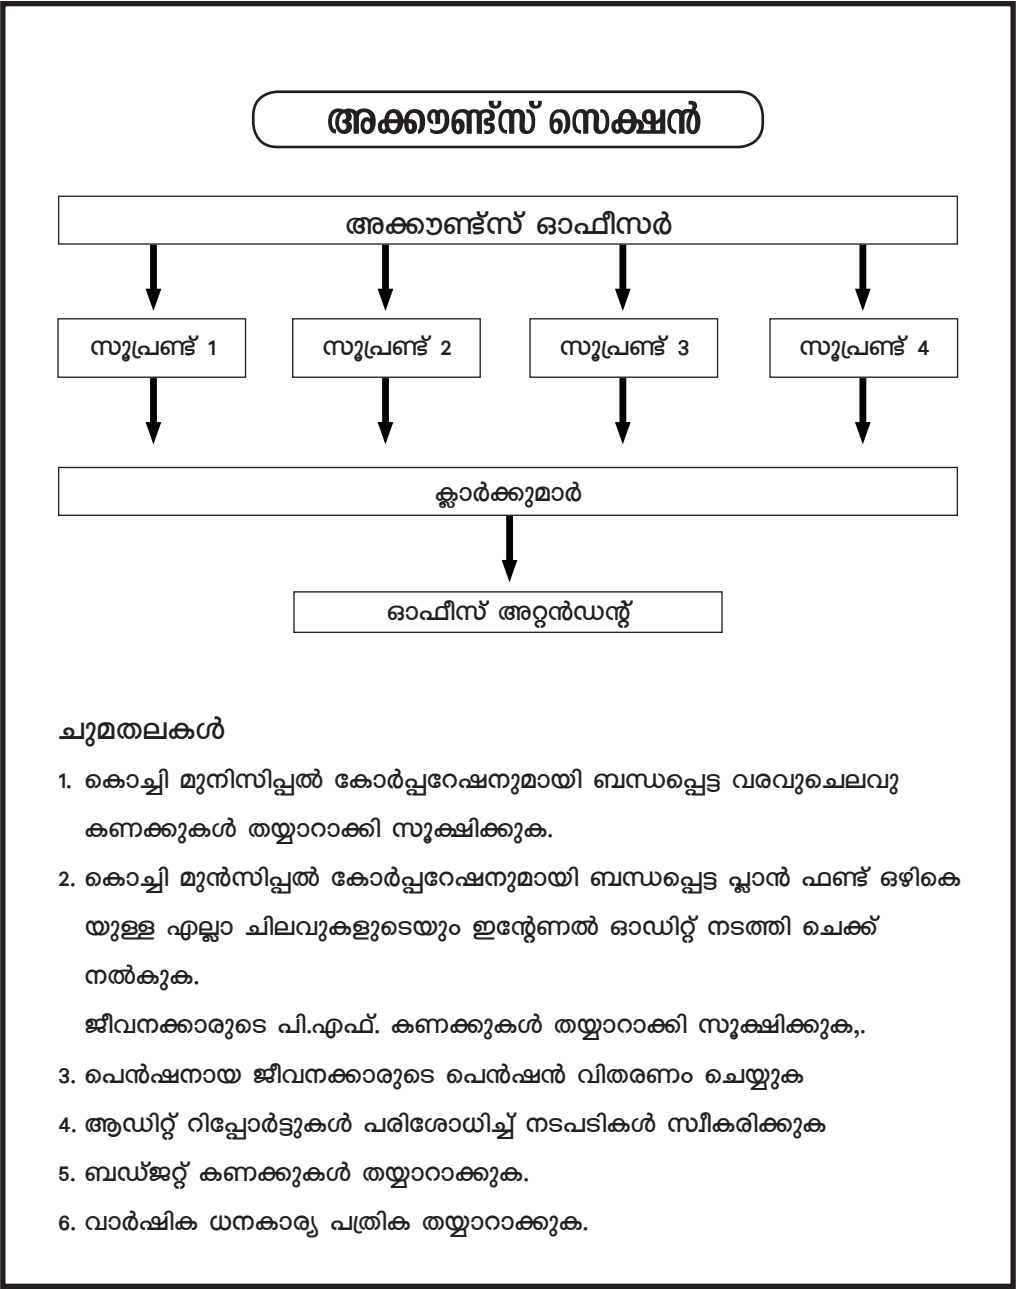 അക്കൗണ്ട്സ് സെക്ഷൻ
അക്കൗണ്ട്സ് ഓഫീസർ
സൂപ്രണ്ട് 1
സൂപ്രണ്ട് 2
സൂപ്രണ്ട് 3
സൂപ്രണ്ട് 4
ക്ലാർക്കുമാർ
ഓഫീസ് അറ്റൻഡന്റ്
ചുമതലകൾ
1. കൊച്ചി മുനിസിപ്പൽ കോർപ്പറേഷനുമായി ബന്ധപ്പെട്ട വരവുചെലവു
കണക്കുകൾ തയ്യാറാക്കി സൂക്ഷിക്കുക.
2. കൊച്ചി മുൻസിപ്പൽ കോർപ്പറേഷനുമായി ബന്ധപ്പെട്ട പ്ലാൻ ഫണ്ട് ഒഴികെ
യുള്ള എല്ലാ ചിലവുകളുടെയും ഇന്റേണൽ ഓഡിറ്റ് നടത്തി ചെക്ക്
നൽകുക.
ജീവനക്കാരുടെ പി.എഫ്. കണക്കുകൾ തയ്യാറാക്കി സൂക്ഷിക്കുക,.
3. പെൻഷനായ ജീവനക്കാരുടെ പെൻഷൻ വിതരണം ചെയ്യുക
4. ആഡിറ്റ് റിപ്പോർട്ടുകൾ പരിശോധിച്ച് നടപടികൾ സ്വീകരിക്കുക
5. ബഡ്ജറ്റ് കണക്കുകൾ തയ്യാറാക്കുക.
6. വാർഷിക ധനകാര്യ പത്രിക തയ്യാറാക്കുക.